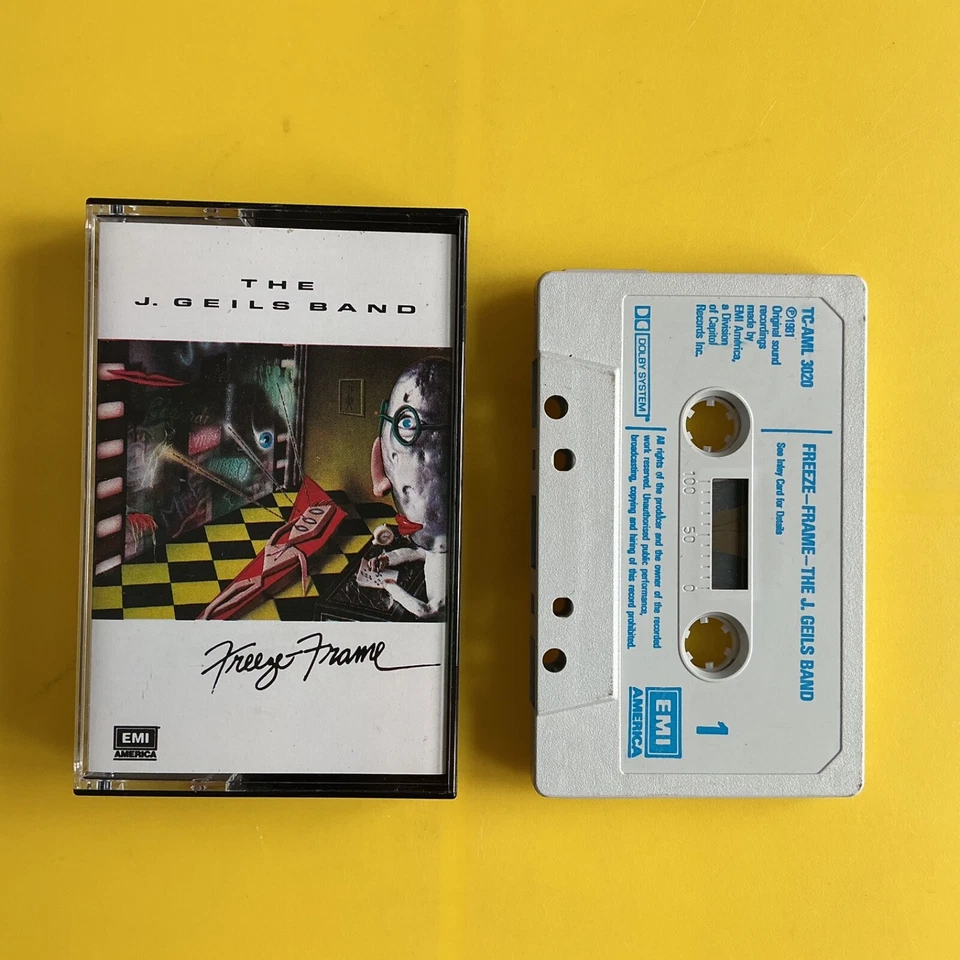 THE
J. GEILS BAND
Freeze-Frame
EMI
AMERICA
TC-AML 3020
℗1981
Original sound
recordings
made by
EMI America,
a Division
of Capitol
Records Inc.
DOLBY SYSTEM
FREEZE–FRAME–THE J. GEILS BAND
See Inlay Card for Details
100 50 0
All rights of the producer and the owner of the recorded
work reserved. Unauthorised public performance,
broadcasting, copying and hiring of this record prohibited.
1
EMI
AMERICA